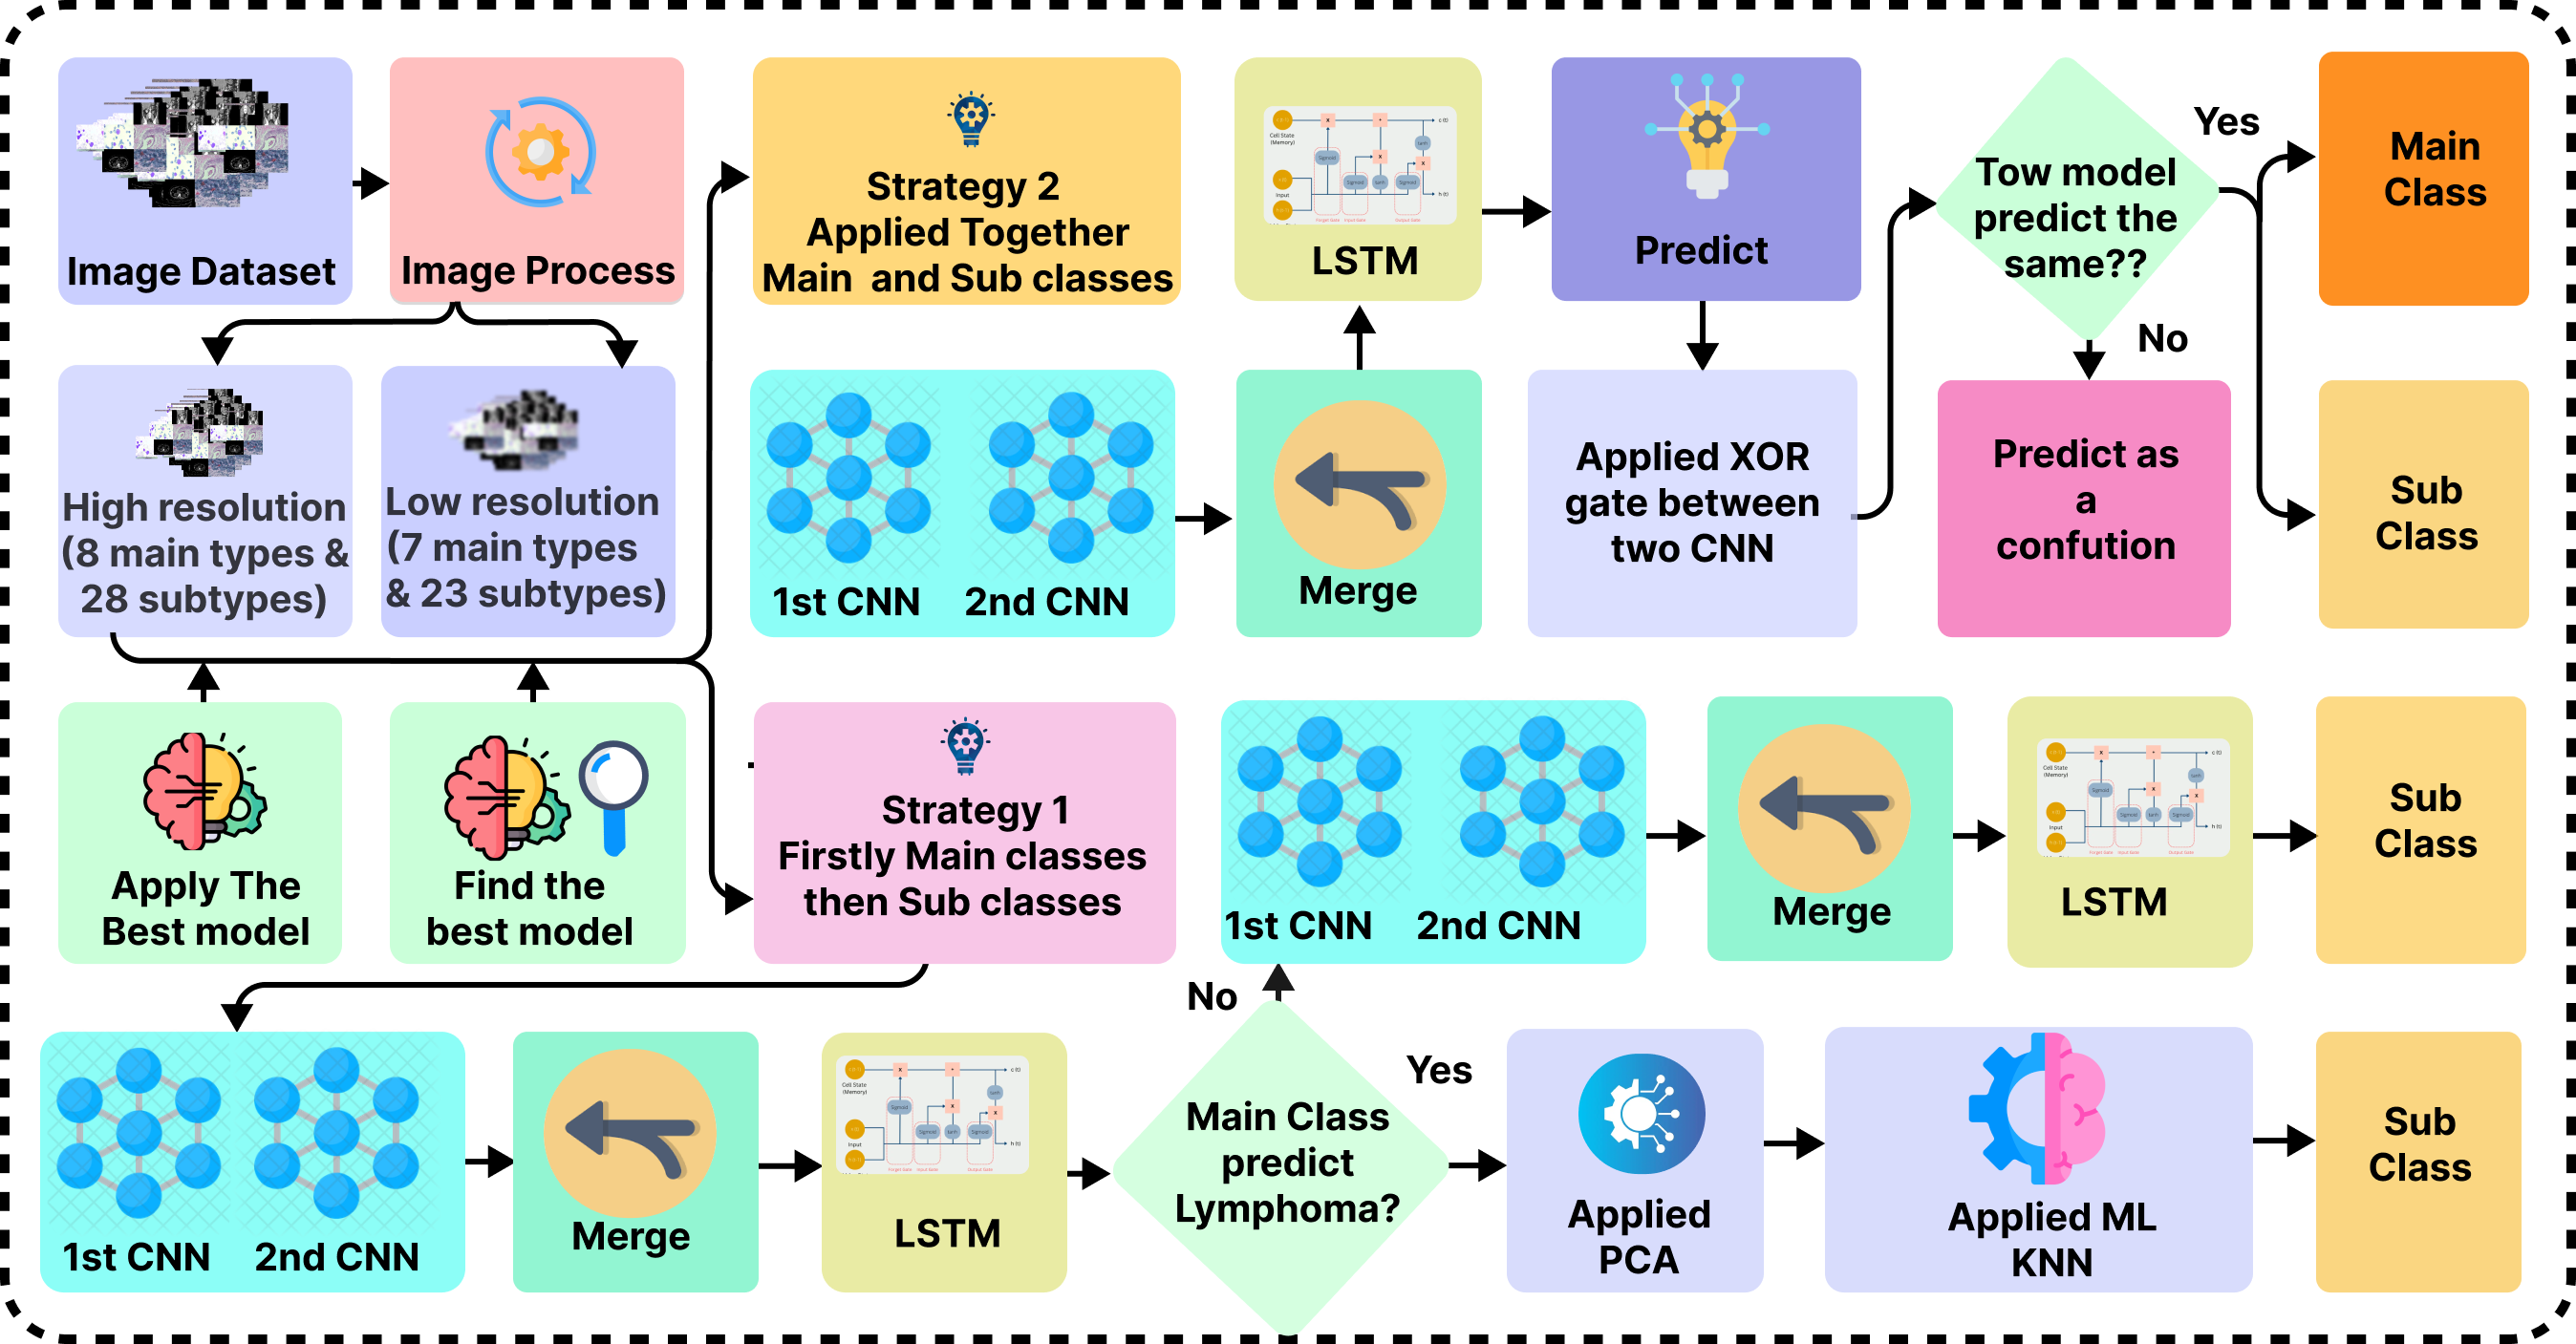 Image Dataset
Image Process
Strategy 2
Applied Together
Main and Sub classes
LSTM
Predict
Tow model
predict the
same??
Yes
No
Main
Class
High resolution
(8 main types &
28 subtypes)
Low resolution
(7 main types
& 23 subtypes)
1st CNN
2nd CNN
Merge
Applied XOR
gate between
two CNN
Predict as
a
confution
Sub
Class
Apply The
Best model
Find the
best model
Strategy 1
Firstly Main classes
then Sub classes
1st CNN
2nd CNN
Merge
LSTM
Sub
Class
1st CNN
2nd CNN
Merge
LSTM
Main Class
predict
Lymphoma?
No
Yes
Applied
PCA
Applied ML
KNN
Sub
Class